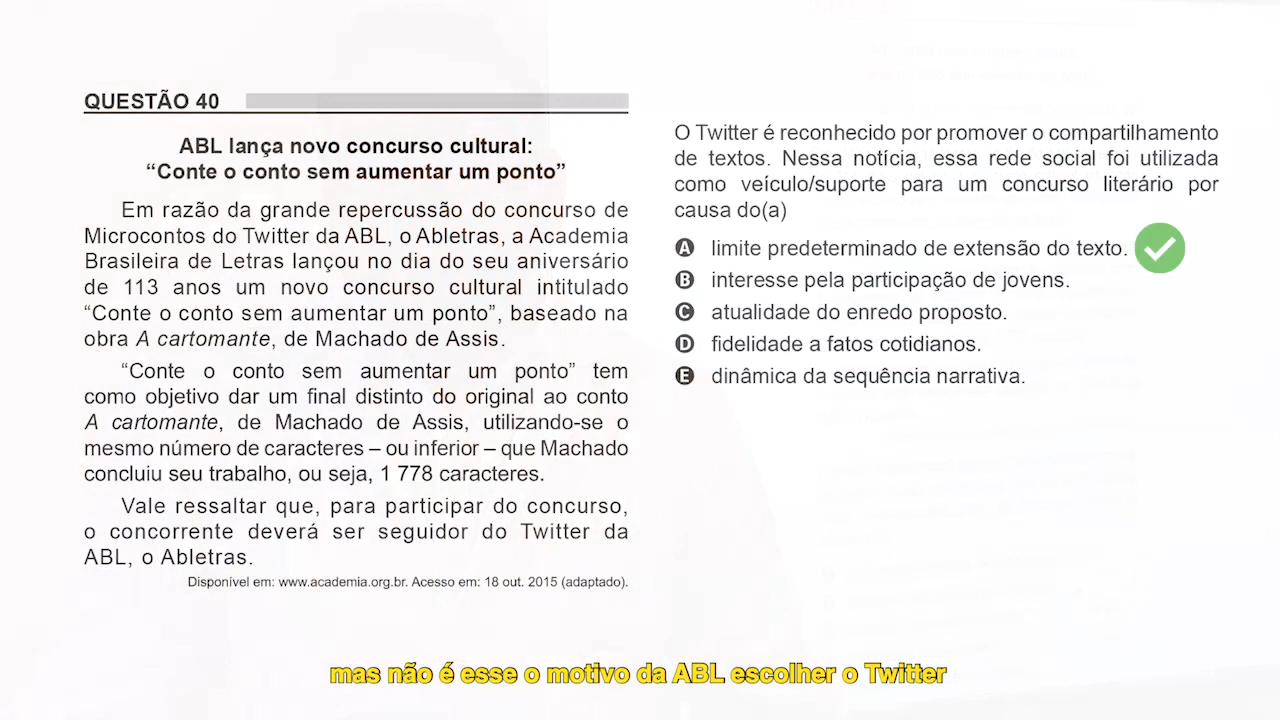 QUESTÃO 40
ABL lança novo concurso cultural:
“Conte o conto sem aumentar um ponto”
Em razão da grande repercussão do concurso de
Microcontos do Twitter da ABL, o Abletras, a Academia
Brasileira de Letras lançou no dia do seu aniversário
de 113 anos um novo concurso cultural intitulado
“Conte o conto sem aumentar um ponto”, baseado na
obra A cartomante, de Machado de Assis.
“Conte o conto sem aumentar um ponto” tem
como objetivo dar um final distinto do original ao conto
A cartomante, de Machado de Assis, utilizando-se o
mesmo número de caracteres – ou inferior – que Machado
concluiu seu trabalho, ou seja, 1 778 caracteres.
Vale ressaltar que, para participar do concurso,
o concorrente deverá ser seguidor do Twitter da
ABL, o Abletras.
Disponível em: www.academia.org.br. Acesso em: 18 out. 2015 (adaptado).
O Twitter é reconhecido por promover o compartilhamento
de textos. Nessa notícia, essa rede social foi utilizada
como veículo/suporte para um concurso literário por
causa do(a)
A limite predeterminado de extensão do texto.
B interesse pela participação de jovens.
C atualidade do enredo proposto.
D fidelidade a fatos cotidianos.
E dinâmica da sequência narrativa.
mas não é esse o motivo da ABL escolher o Twitter